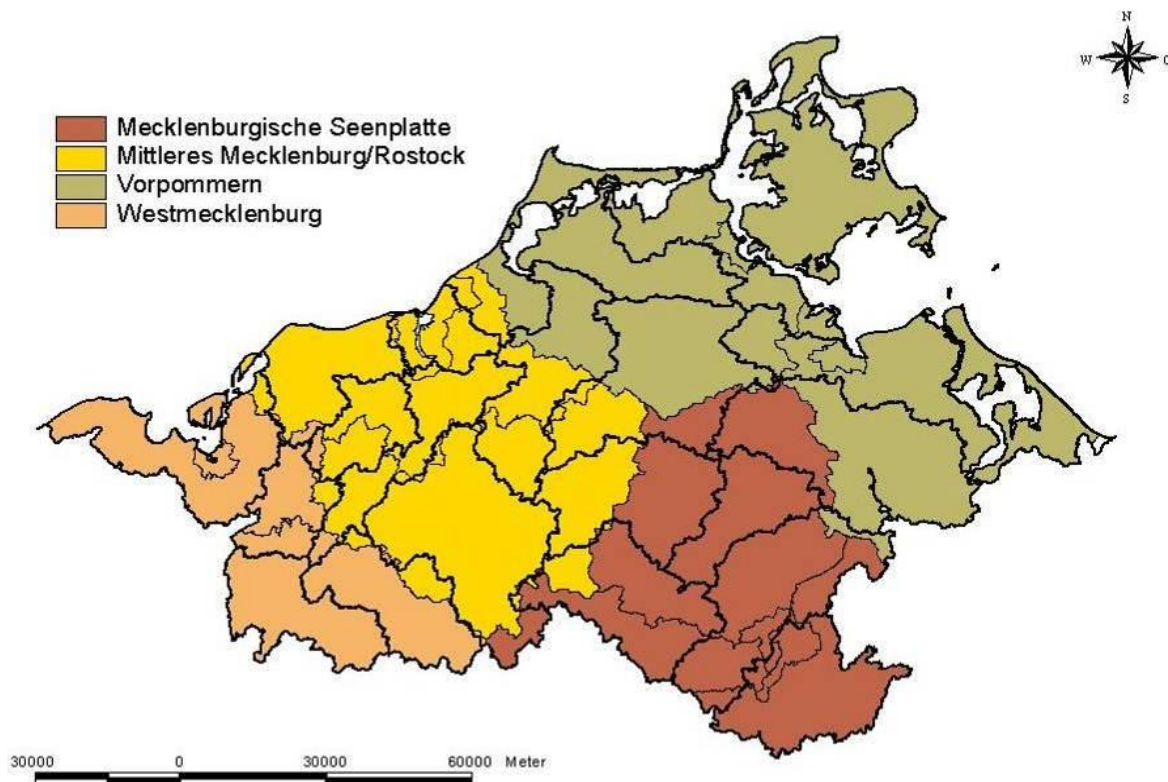 N
W O
S
Mecklenburgische Seenplatte
Mittleres Mecklenburg/Rostock
Vorpommern
Westmecklenburg
30000 0 30000 60000 Meter